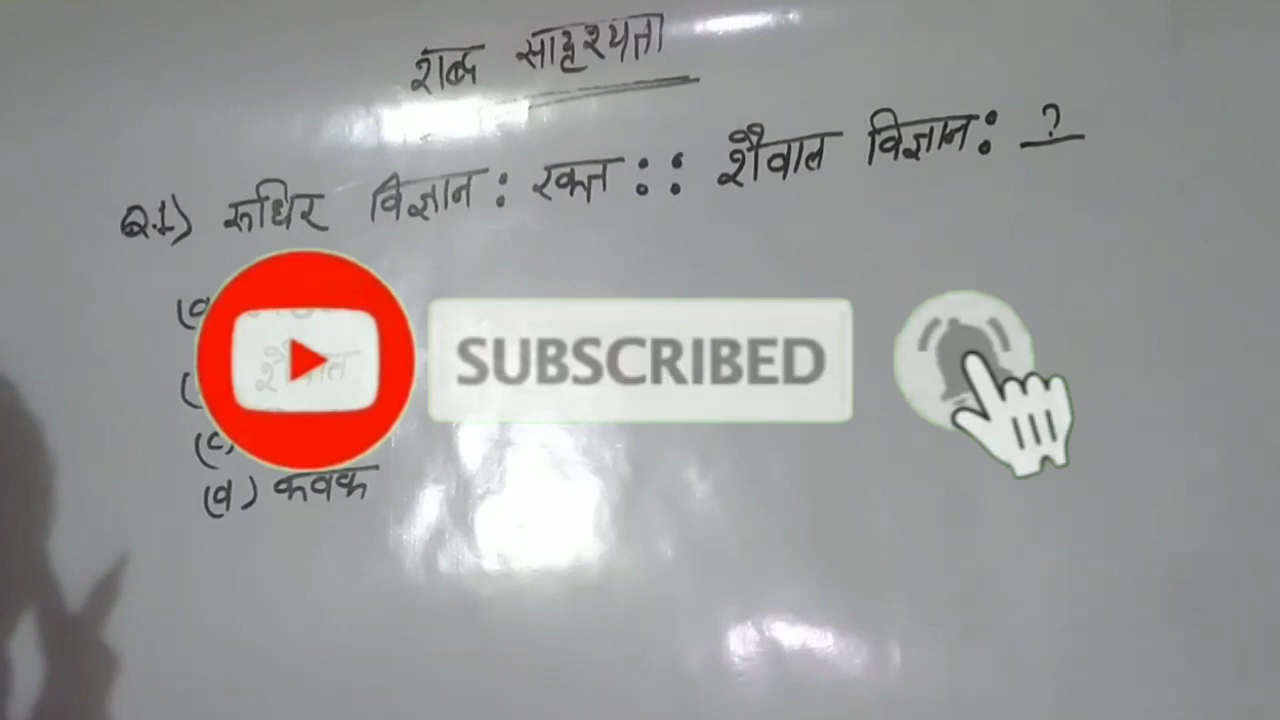 शब्द सादृश्यता
Q.1) रुधिर विज्ञान : रक्त :: शैवाल विज्ञान : ?
(a
( शैवाल
(c)
(d) कवक
SUBSCRIBED